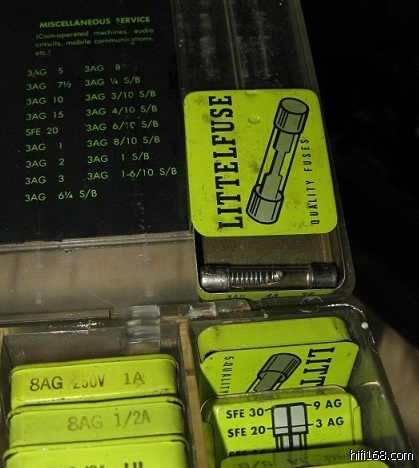 MISCELLANEOUS SERVICE
(Coin-operated machines, audio
circuits, mobile communications,
etc.)
3AG 5 3AG 8
3AG 7½ 3AG ¼ S/B
3AG 10 3AG 3/10 S/B
3AG 15 3AG 4/10 S/B
SFE 20 3AG 6/10 S/B
3AG 1 3AG 8/10 S/B
3AG 2 3AG 1 S/B
3AG 3 3AG 1-6/10 S/B
3AG 6¼ S/B
LITTELFUSE
QUALITY FUSES
8AG 250V 1A
8AG 1/2A
LITT
5 QUALITY
SFE 30 9 AG
SFE 20 3 AG
hifi168.com